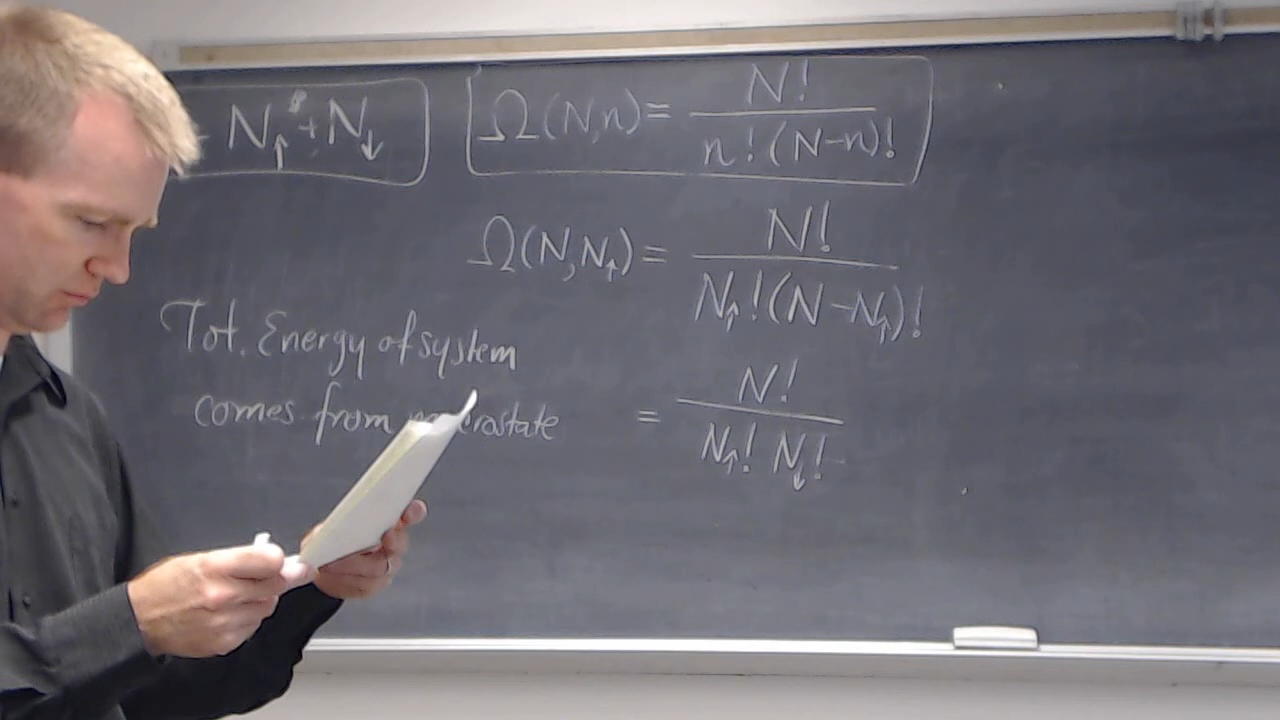 N↑ + N↓
Ω(N,n) = N! / n!(N-n)!
Ω(N,N↑) = N! / N↑!(N-N↑)!
Tot. Energy of system
comes from
= N! / N↑! N↓!